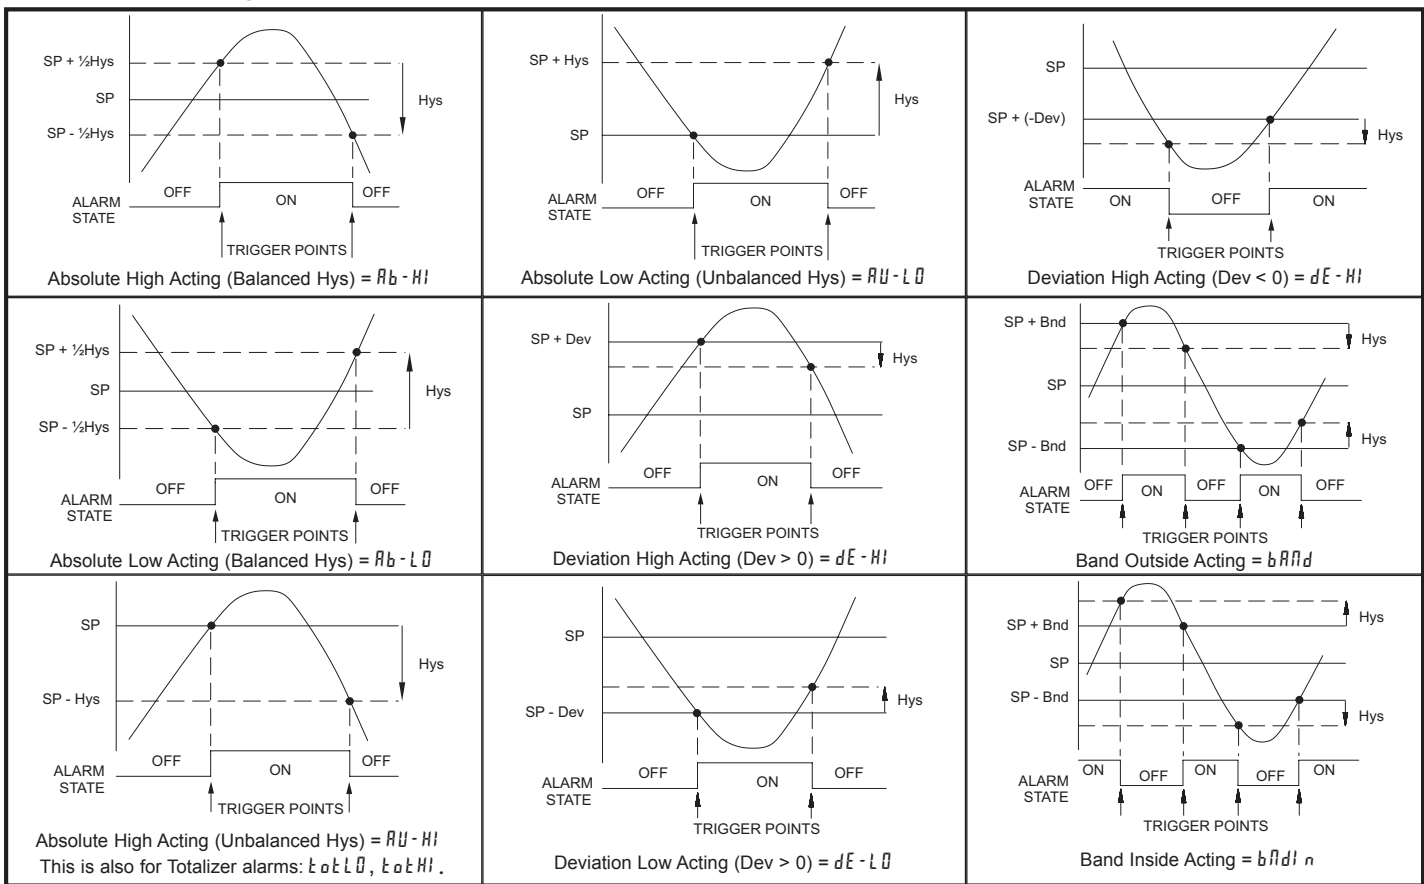 SP + ½Hys
SP
SP - ½Hys
Hys
OFF
ON
OFF
ALARM
STATE
TRIGGER POINTS
Absolute High Acting (Balanced Hys) = Ab-HI
SP + Hys
SP
Hys
OFF
ON
OFF
ALARM
STATE
TRIGGER POINTS
Absolute Low Acting (Unbalanced Hys) = AU-LO
SP
SP + (-Dev)
Hys
ALARM
STATE
ON
OFF
ON
TRIGGER POINTS
Deviation High Acting (Dev < 0) = dE-HI
SP + ½Hys
SP
SP - ½Hys
Hys
OFF
ON
OFF
ALARM
STATE
TRIGGER POINTS
Absolute Low Acting (Balanced Hys) = Ab-LO
SP + Dev
Hys
SP
OFF
ON
OFF
ALARM
STATE
TRIGGER POINTS
Deviation High Acting (Dev > 0) = dE-HI
SP + Bnd
Hys
SP
SP - Bnd
Hys
OFF
ON
OFF
ON
OFF
ALARM
STATE
TRIGGER POINTS
Band Outside Acting = bANd
SP
Hys
SP - Hys
OFF
ON
OFF
ALARM
STATE
TRIGGER POINTS
Absolute High Acting (Unbalanced Hys) = AU-HI
This is also for Totalizer alarms: totLO, totHI.
SP
SP - Dev
Hys
OFF
ON
OFF
ALARM
STATE
TRIGGER POINTS
Deviation Low Acting (Dev > 0) = dE-LO
Hys
SP + Bnd
SP
SP - Bnd
Hys
ON
OFF
ON
OFF
ON
ALARM
STATE
TRIGGER POINTS
Band Inside Acting = bNdIn